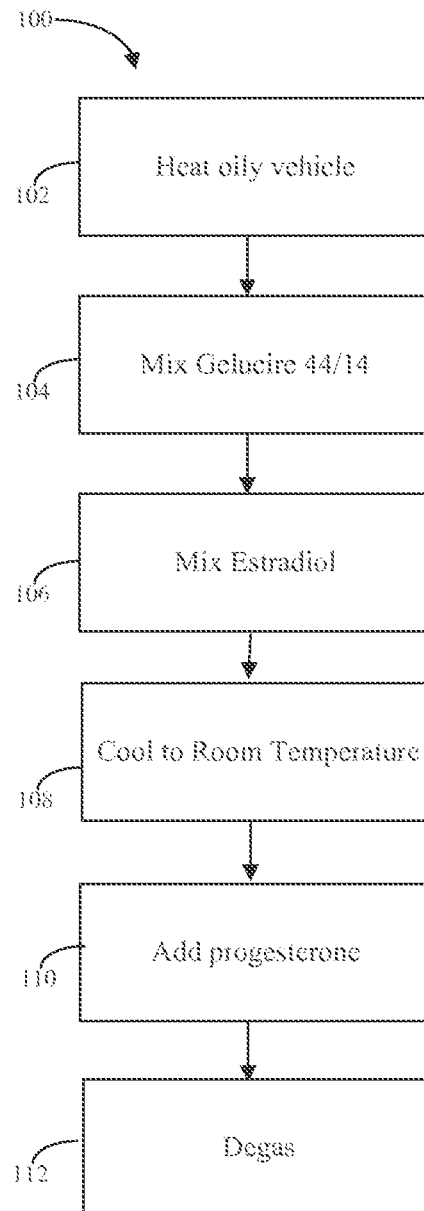 100
Heat oily vehicle
102
Mix Gelucire 44/14
104
Mix Estradiol
106
Cool to Room Temperature
108
Add progesterone
110
Degas
112